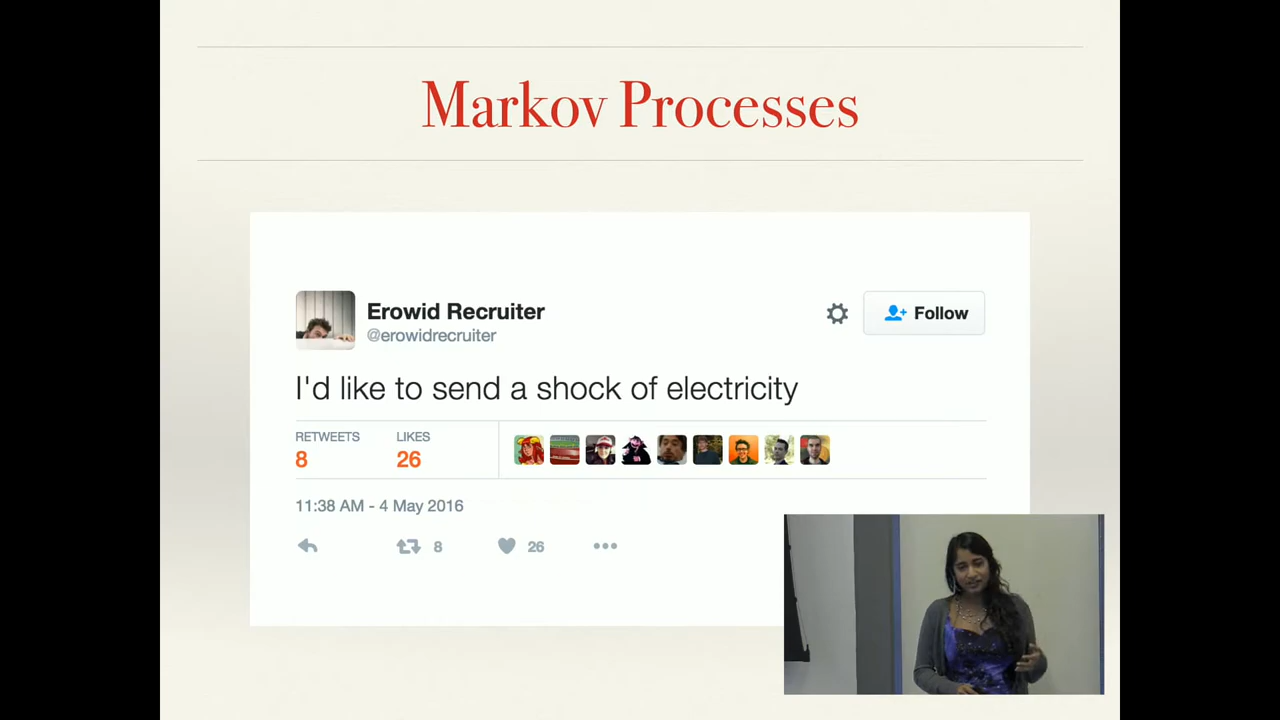 Markov Processes
Erowid Recruiter
@erowidrecruiter
Follow
I'd like to send a shock of electricity
RETWEETS
8
LIKES
26
11:38 AM - 4 May 2016
8
26